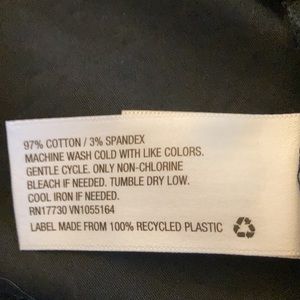 97% COTTON / 3% SPANDEX
MACHINE WASH COLD WITH LIKE COLORS.
GENTLE CYCLE. ONLY NON-CHLORINE
BLEACH IF NEEDED. TUMBLE DRY LOW.
COOL IRON IF NEEDED.
RN17730 VN1055164
LABEL MADE FROM 100% RECYCLED PLASTIC